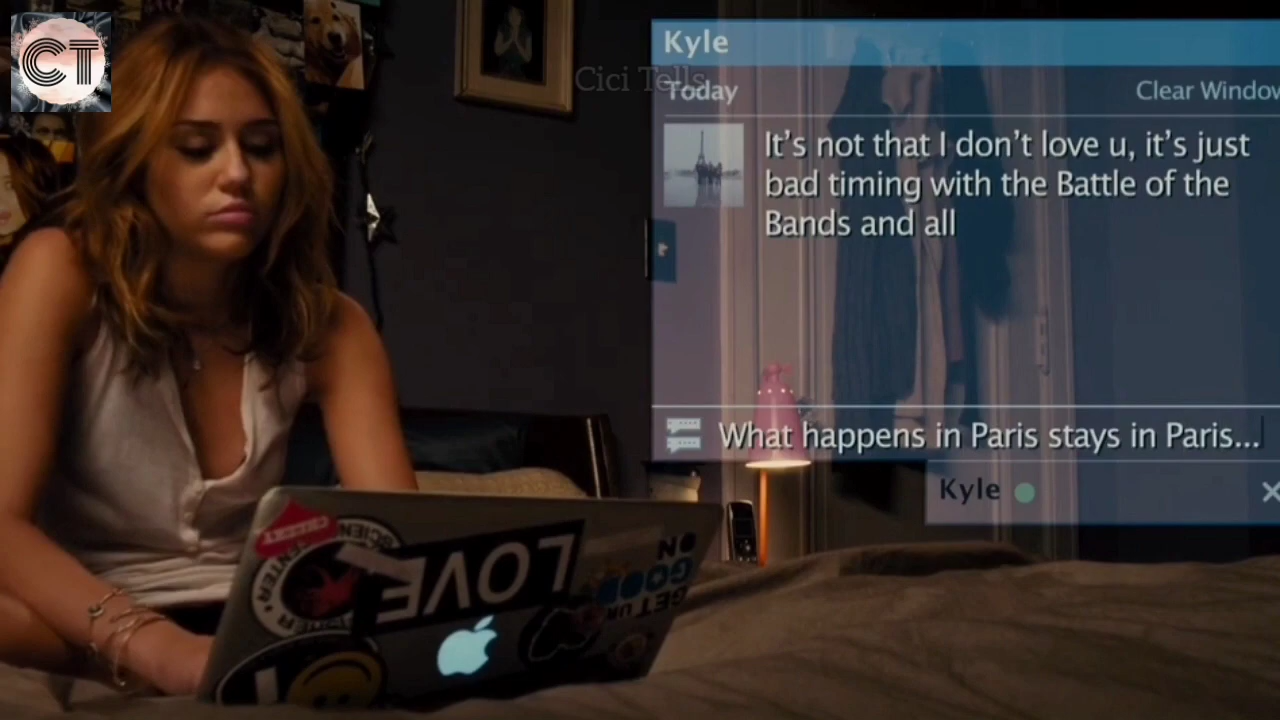 CT
Cici Tells
Kyle
Today
Clear Window
It's not that I don't love u, it's just
bad timing with the Battle of the
Bands and all
What happens in Paris stays in Paris...
Kyle
LOVE
GET UR
GOOD
ON